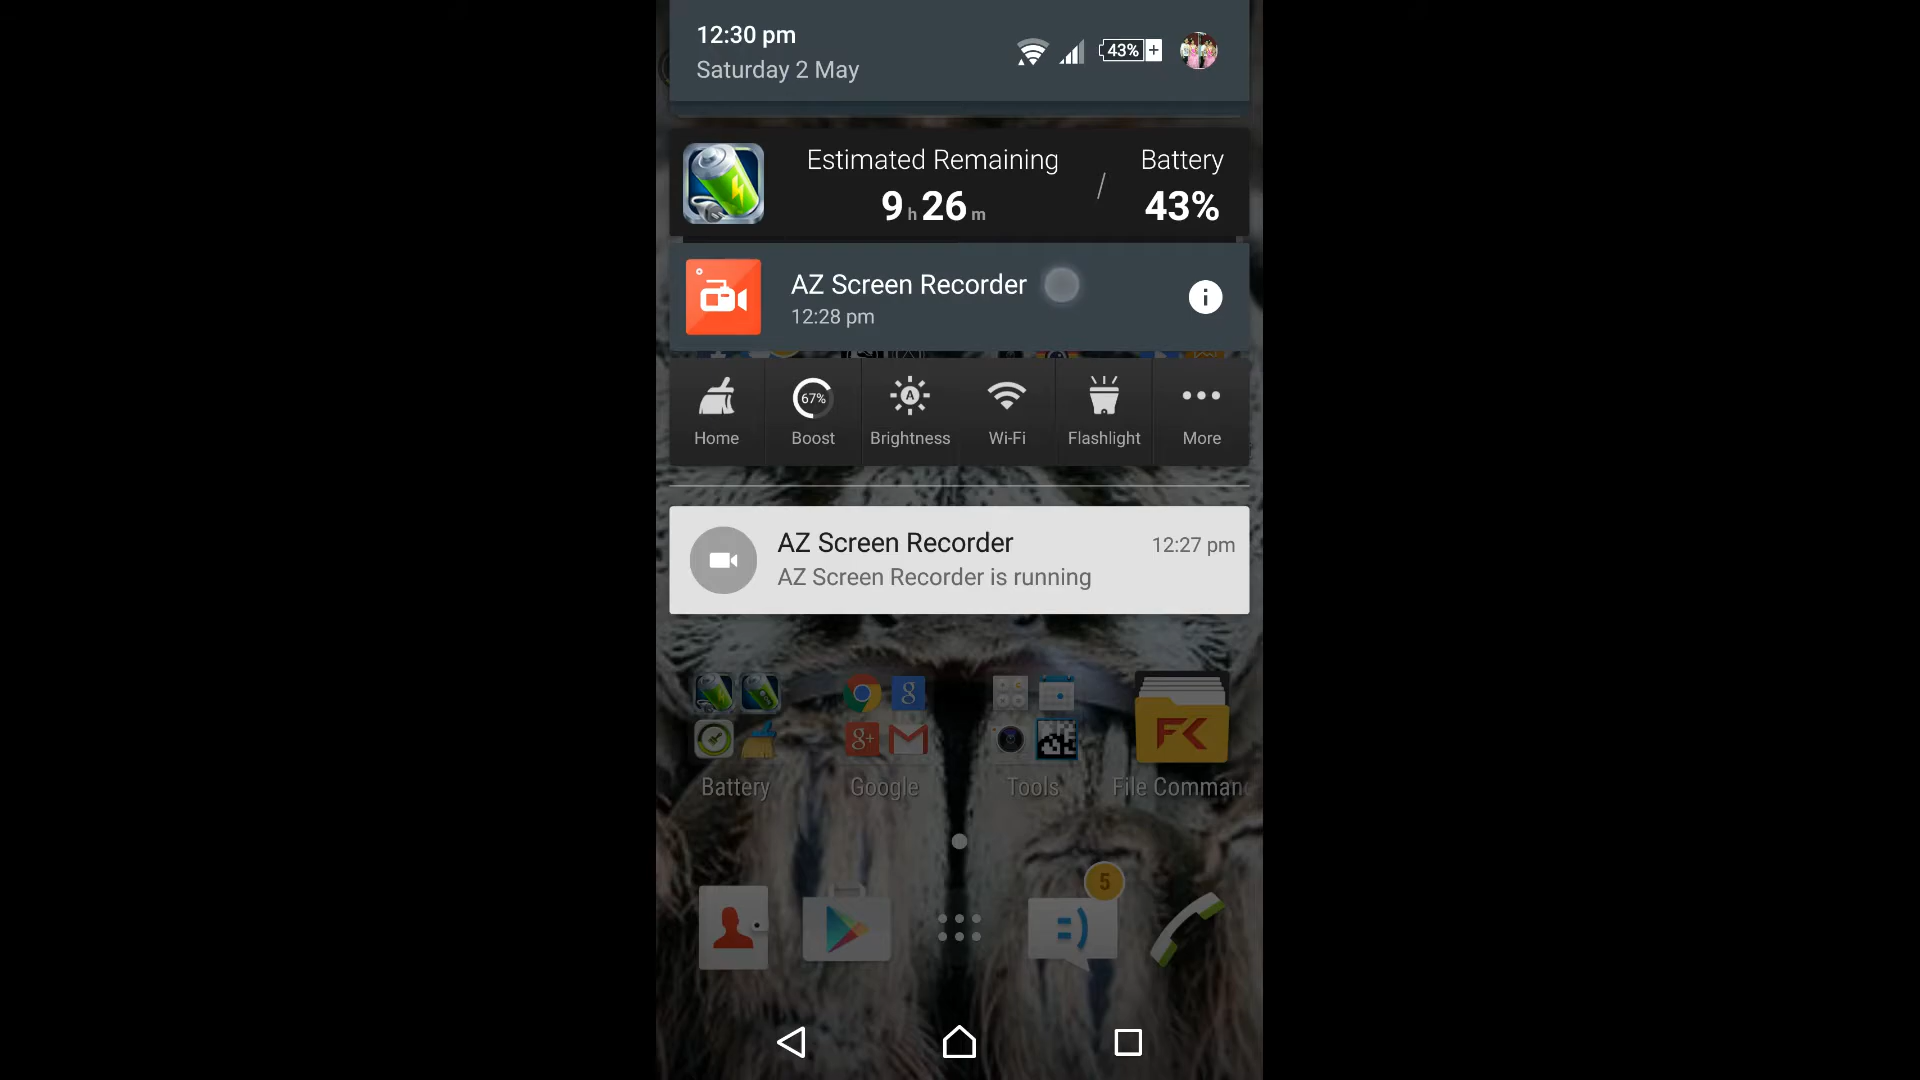 12:30 pm
43%
Saturday 2 May
Estimated Remaining / Battery
9 h 26 m 43%
AZ Screen Recorder
12:28 pm
67%
A
Home Boost Brightness Wi-Fi Flashlight More
AZ Screen Recorder 12:27 pm
AZ Screen Recorder is running
g
g+
FK
Battery Google Tools File Comman
5
=)